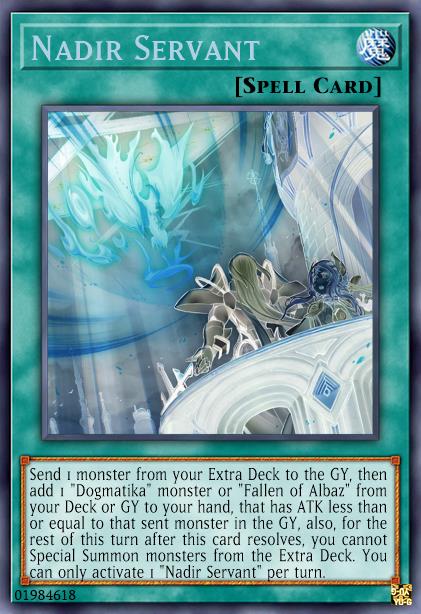 Nadir Servant
魔
[Spell Card]
Send 1 monster from your Extra Deck to the GY, then
add 1 "Dogmatika" monster or "Fallen of Albaz" from
your Deck or GY to your hand, that has ATK less than
or equal to that sent monster in the GY, also, for the
rest of this turn after this card resolves, you cannot
Special Summon monsters from the Extra Deck. You
can only activate 1 "Nadir Servant" per turn.
01984618